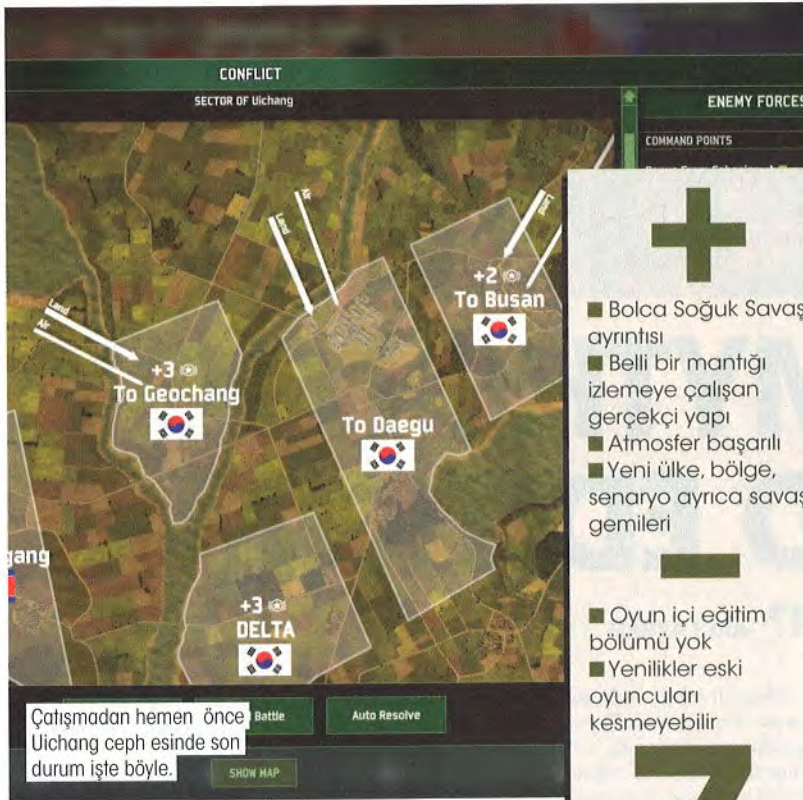 CONFLICT
SECTOR OF Uichang
ENEMY FORCES
COMMAND POINTS
Land
Air
+3
To Geochang
Land
Air
To Daegu
Land
+2
To Busan
gang
+3
DELTA
Battle
Auto Resolve
SHOW MAP
Çatışmadan hemen önce
Uichang ceph esinde son
durum işte böyle.
+
■ Bolca Soğuk Savaş
ayrıntısı
■ Belli bir mantığı
izlemeye çalışan
gerçekçi yapı
■ Atmosfer başarılı
■ Yeni ülke, bölge,
senaryo ayrıca savaş
gemileri
−
■ Oyun içi eğitim
bölümü yok
■ Yenilikler eski
oyuncuları
kesmeyebilir
7